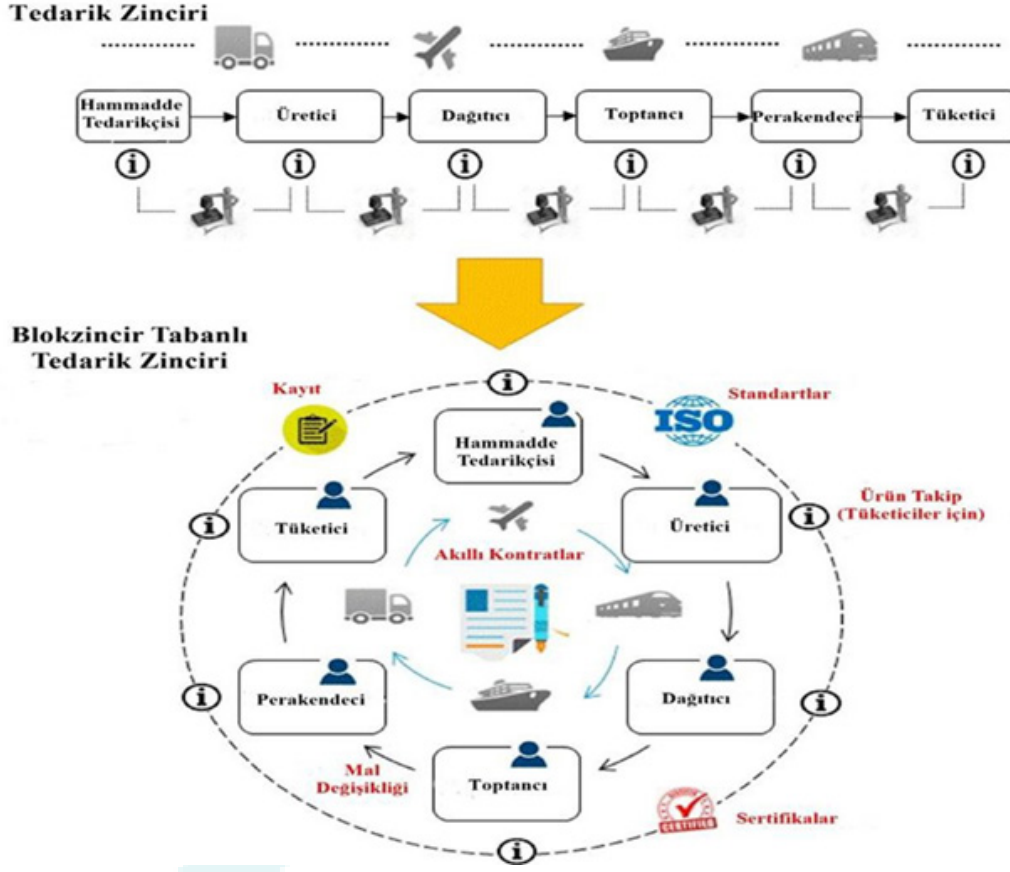 Tedarik Zinciri
Hammadde
Tedarikçisi
Üretici
Dağıtıcı
Toptancı
Perakendeci
Tüketici
i
i
i
i
i
i
Blokzincir Tabanlı
Tedarik Zinciri
i
Kayıt
Standartlar
ISO
Hammadde
Tedarikçisi
Tüketici
Üretici
i
i
Ürün Takip
(Tüketiciler için)
Akıllı Kontratlar
Perakendeci
Dağıtıcı
i
i
Mal
Değişikliği
Toptancı
CERTIFIED
Sertifikalar
i